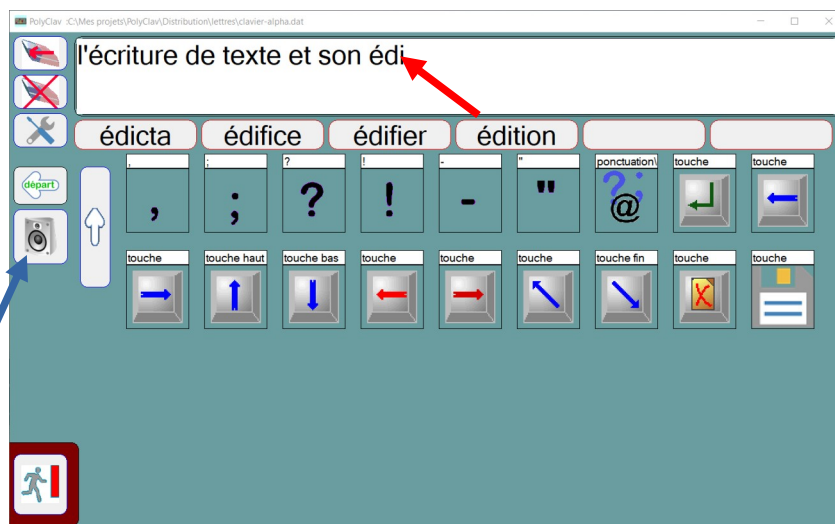 PolyClav :C:\Mes projets\PolyClav\Distribution\lettres\clavier-alpha.dat
l'écriture de texte et son édi
édicta édifice édifier édition
départ
, ; ? ! - " ponctuation\ touche touche
, ; ? ! - " ?; @
touche touche haut touche bas touche touche touche touche fin touche touche